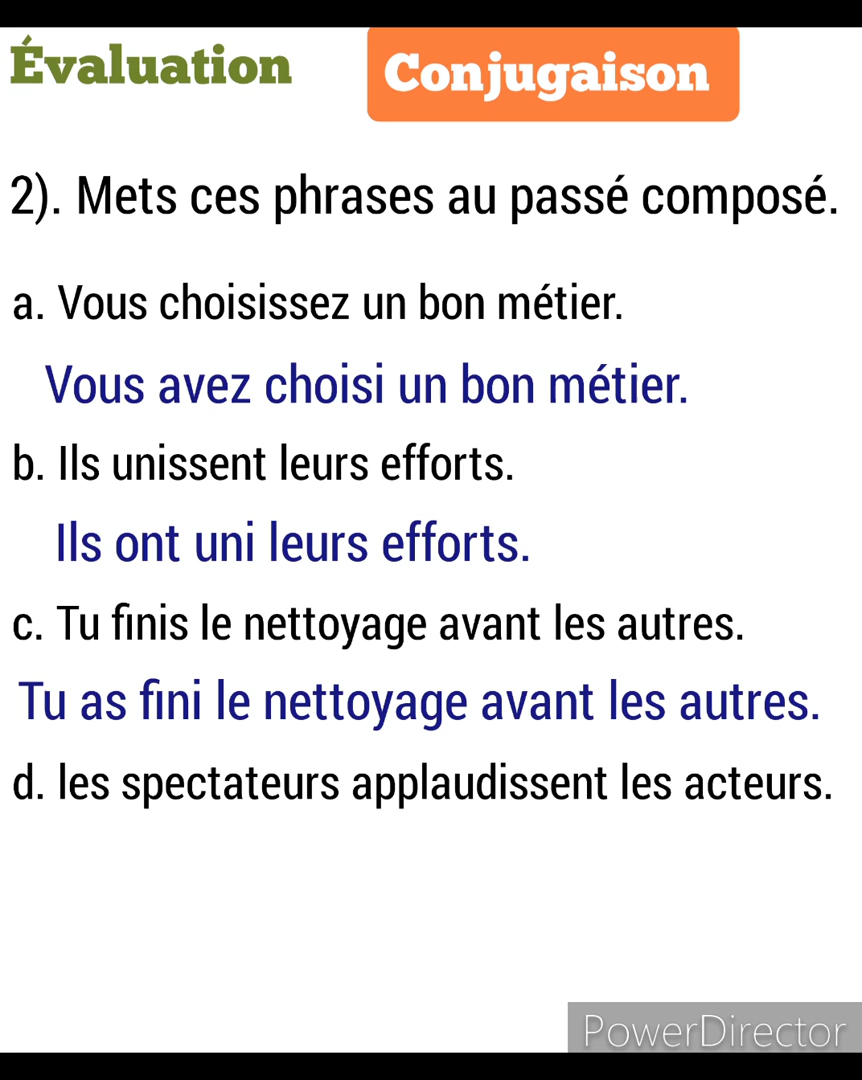 Évaluation
Conjugaison
2). Mets ces phrases au passé composé.
a. Vous choisissez un bon métier.
Vous avez choisi un bon métier.
b. Ils unissent leurs efforts.
Ils ont uni leurs efforts.
c. Tu finis le nettoyage avant les autres.
Tu as fini le nettoyage avant les autres.
d. les spectateurs applaudissent les acteurs.
PowerDirector